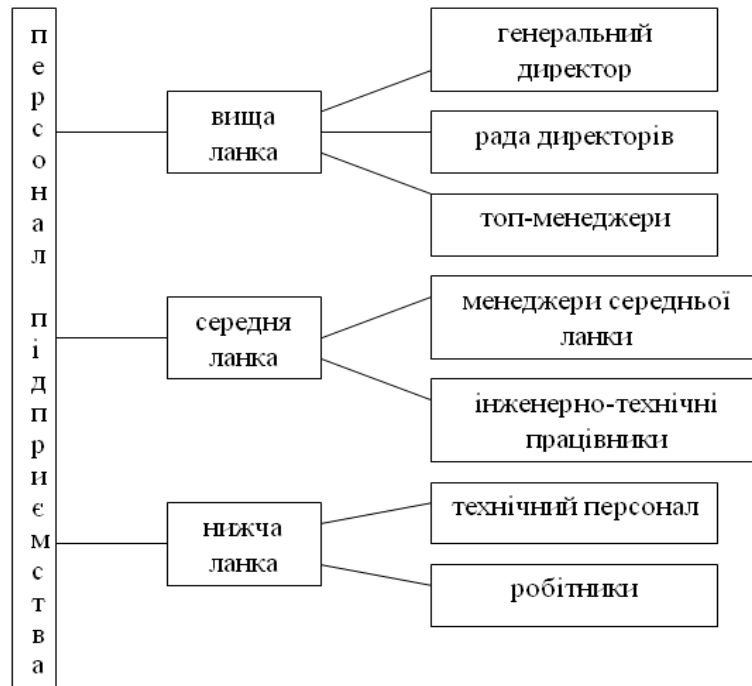 персонал підприємства
вища
ланка
генеральний
директор
рада директорів
топ-менеджери
середня
ланка
менеджери середньої
ланки
інженерно-технічні
працівники
нижча
ланка
технічний персонал
робітники